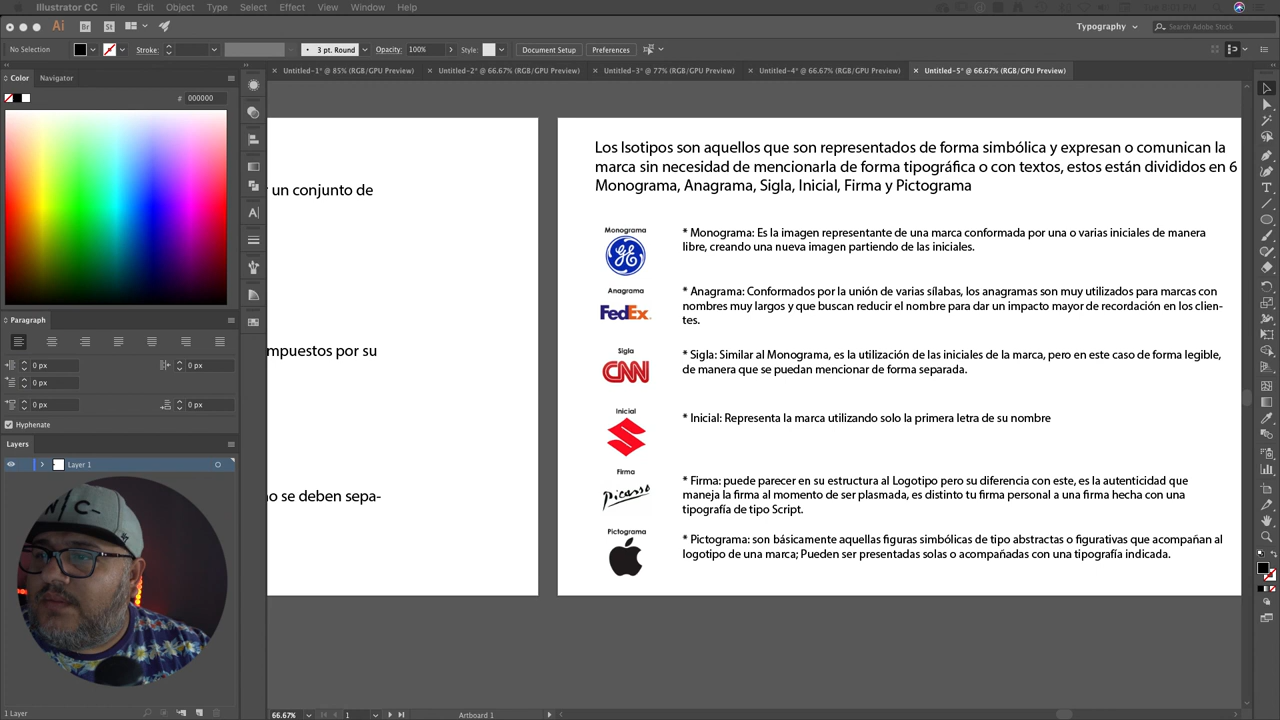 Illustrator CC File Edit Object Type Select Effect View Window Help
Ai Br St Typography Search Adobe Stock
No Selection Stroke: 3 pt. Round Opacity: 100% Style: Document Setup Preferences
Color Navigator
Untitled-1* @ 85% (RGB/GPU Preview) Untitled-2* @ 66.67% (RGB/GPU Preview) Untitled-3* @ 77% (RGB/GPU Preview) Untitled-4* @ 66.67% (RGB/GPU Preview) Untitled-5* @ 66.67% (RGB/GPU Preview)
# 000000
Paragraph
0 px 0 px
0 px
0 px 0 px
Hyphenate
Layers
Layer 1
1 Layer
un conjunto de
mpuestos por su
no se deben sepa-
Los Isotipos son aquellos que son representados de forma simbólica y expresan o comunican la
marca sin necesidad de mencionarla de forma tipográfica o con textos, estos están divididos en 6
Monograma, Anagrama, Sigla, Inicial, Firma y Pictograma
Monograma
GE
* Monograma: Es la imagen representante de una marca conformada por una o varias iniciales de manera
libre, creando una nueva imagen partiendo de las iniciales.
Anagrama
FedEx
* Anagrama: Conformados por la unión de varias sílabas, los anagramas son muy utilizados para marcas con
nombres muy largos y que buscan reducir el nombre para dar un impacto mayor de recordación en los clien-
tes.
Sigla
CNN
* Sigla: Similar al Monograma, es la utilización de las iniciales de la marca, pero en este caso de forma legible,
de manera que se puedan mencionar de forma separada.
Inicial
* Inicial: Representa la marca utilizando solo la primera letra de su nombre
Firma
Picasso
* Firma: puede parecer en su estructura al Logotipo pero su diferencia con este, es la autenticidad que
maneja la firma al momento de ser plasmada, es distinto tu firma personal a una firma hecha con una
tipografía de tipo Script.
Pictograma
* Pictograma: son básicamente aquellas figuras simbólicas de tipo abstractas o figurativas que acompañan al
logotipo de una marca; Pueden ser presentadas solas o acompañadas con una tipografía indicada.
66.67% 1 Artboard 1